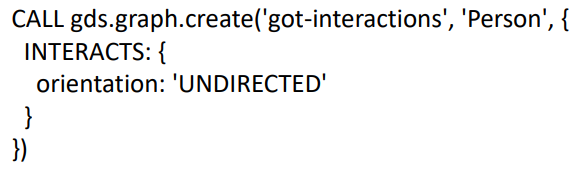 CALL gds.graph.create('got-interactions', 'Person', {
  INTERACTS: {
    orientation: 'UNDIRECTED'
  }
})